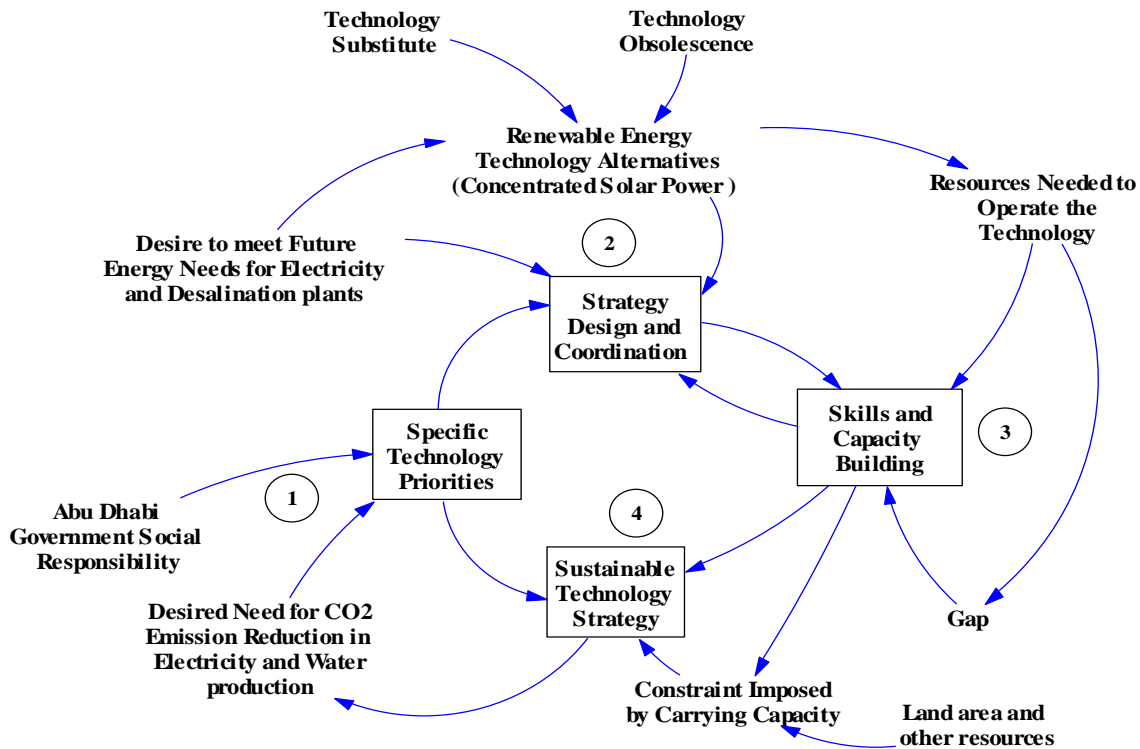 Technology
Substitute
Technology
Obsolescence
Renewable Energy
Technology Alternatives
(Concentrated Solar Power )
Resources Needed to
Operate the
Technology
Desire to meet Future
Energy Needs for Electricity
and Desalination plants
2
Strategy
Design and
Coordination
Skills and
Capacity
Building
3
Specific
Technology
Priorities
1
Abu Dhabi
Government Social
Responsibility
4
Sustainable
Technology
Strategy
Desired Need for CO2
Emission Reduction in
Electricity and Water
production
Gap
Constraint Imposed
by Carrying Capacity
Land area and
other resources